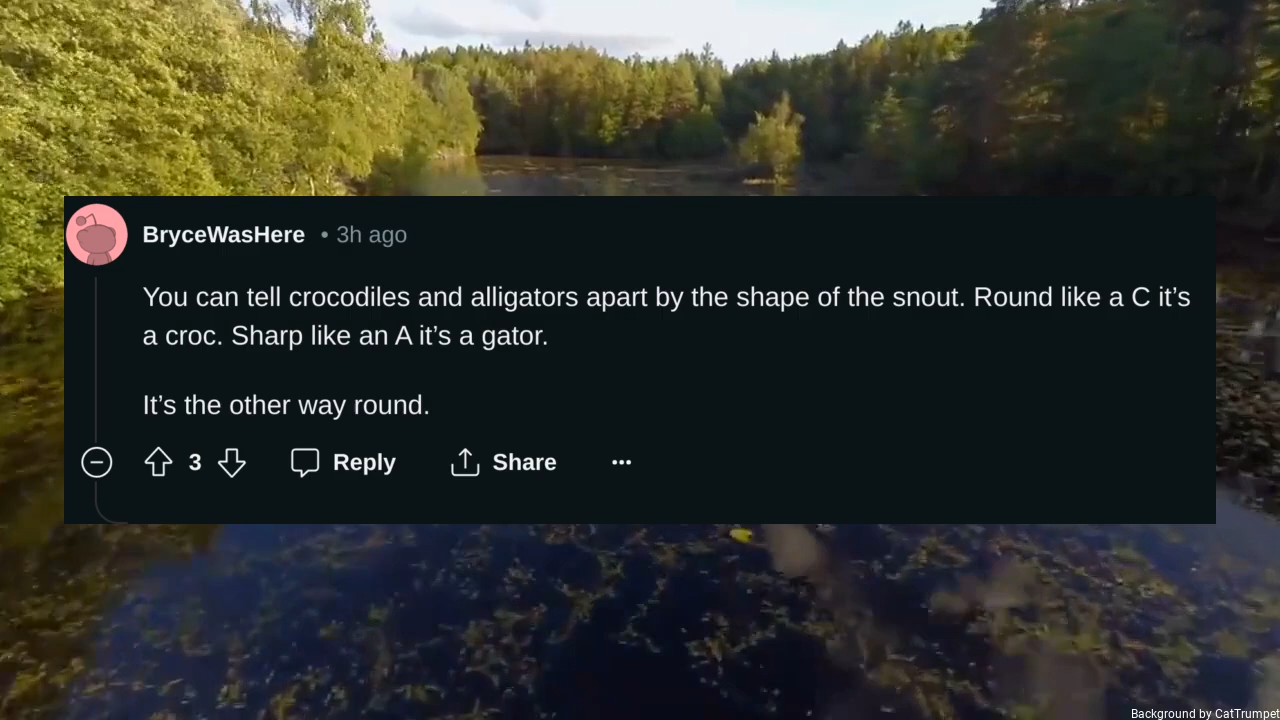 BryceWasHere • 3h ago
You can tell crocodiles and alligators apart by the shape of the snout. Round like a C it’s
a croc. Sharp like an A it’s a gator.
It’s the other way round.
3 Reply Share
Background by CatTrumpet